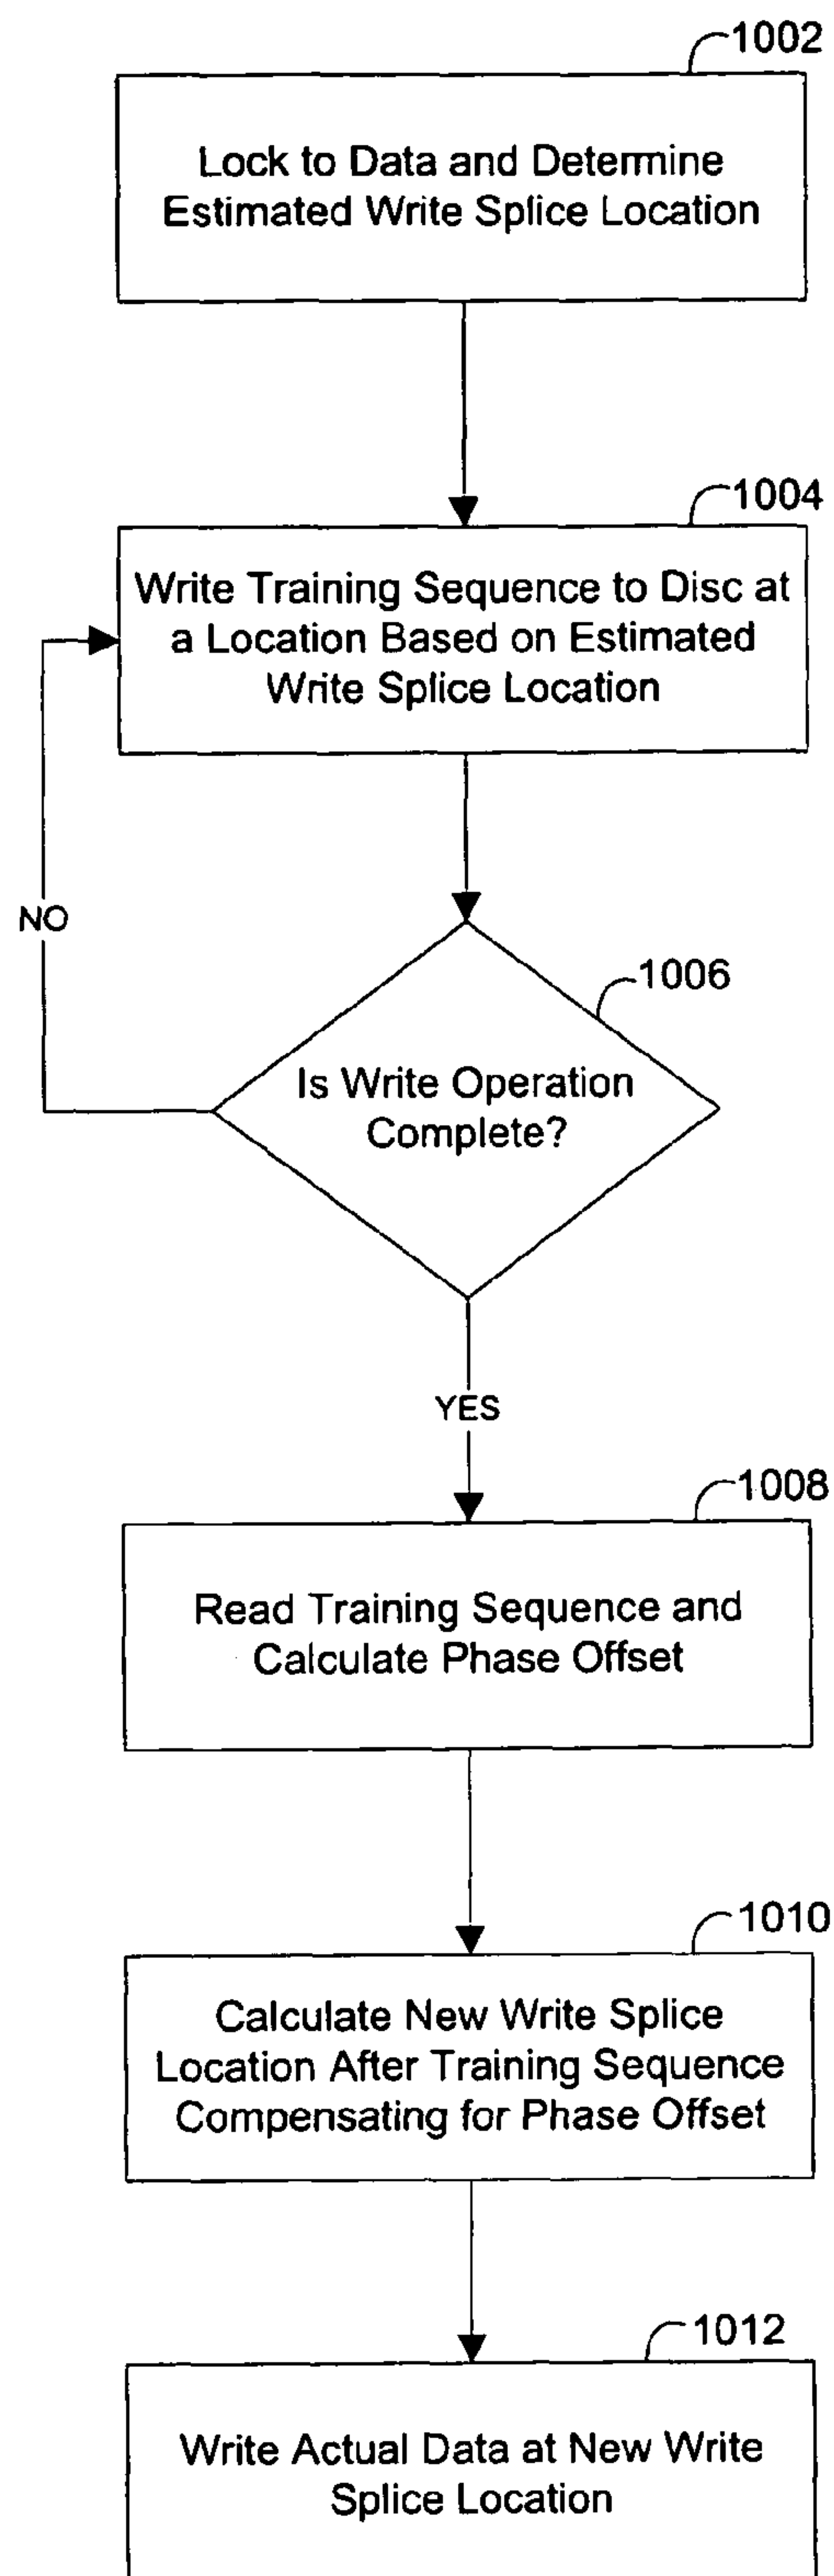 1002
Lock to Data and Determine
Estimated Write Splice Location
1004
Write Training Sequence to Disc at
a Location Based on Estimated
Write Splice Location
NO
1006
Is Write Operation
Complete?
YES
1008
Read Training Sequence and
Calculate Phase Offset
1010
Calculate New Write Splice
Location After Training Sequence
Compensating for Phase Offset
1012
Write Actual Data at New Write
Splice Location